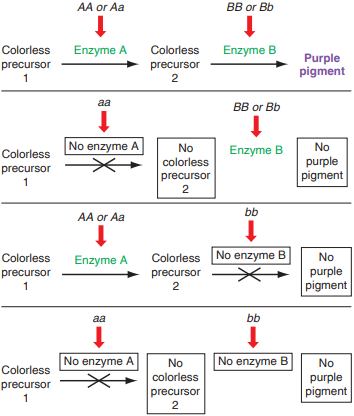 AA or Aa
BB or Bb
Colorless
precursor
1
Enzyme A
Colorless
precursor
2
Enzyme B
Purple
pigment
aa
BB or Bb
Colorless
precursor
1
No enzyme A
No
colorless
precursor
2
Enzyme B
No
purple
pigment
AA or Aa
bb
Colorless
precursor
1
Enzyme A
Colorless
precursor
2
No enzyme B
No
purple
pigment
aa
bb
Colorless
precursor
1
No enzyme A
No
colorless
precursor
2
No enzyme B
No
purple
pigment